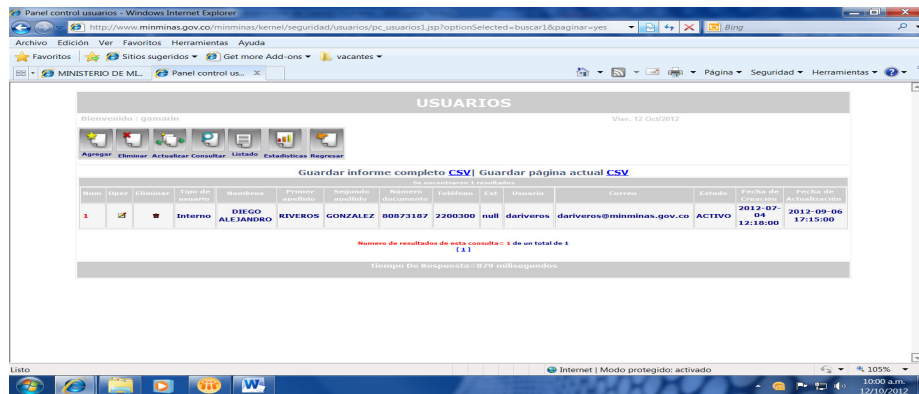 Panel control usuarios - Windows Internet Explorer
http://www.minminas.gov.co/minminas/kernel/seguridad/usuarios/pc_usuarios1.jsp?optionSelected=buscar1&paginar=yes Bing
Archivo Edición Ver Favoritos Herramientas Ayuda
Favoritos Sitios sugeridos Get more Add-ons vacantes
MINISTERIO DE MI... Panel control us... x Página Seguridad Herramientas
USUARIOS
Bienvenido : gamarin Vier. 12 Oct/2012
Agregar Eliminar Actualizar Consultar Listado Estadisticas Regresar
Guardar informe completo CSV| Guardar página actual CSV
Se encontraron 1 resultados
Num Oper Eliminar Tipo de usuario Nombres Primer apellido Segundo apellido Número documento Teléfono Ext Usuario Correo Estado Fecha de Creación Fecha de Actualización
1 Interno DIEGO ALEJANDRO RIVEROS GONZALEZ 80873187 2200300 null dariveros dariveros@minminas.gov.co ACTIVO 2012-07-04 12:18:00 2012-09-06 17:15:00
Numero de resultados de esta consulta= 1 de un total de 1
[ 1 ]
Tiempo De Respuesta=879 milisegundos
Listo Internet | Modo protegido: activado 105%
10:00 a.m.
12/10/2012